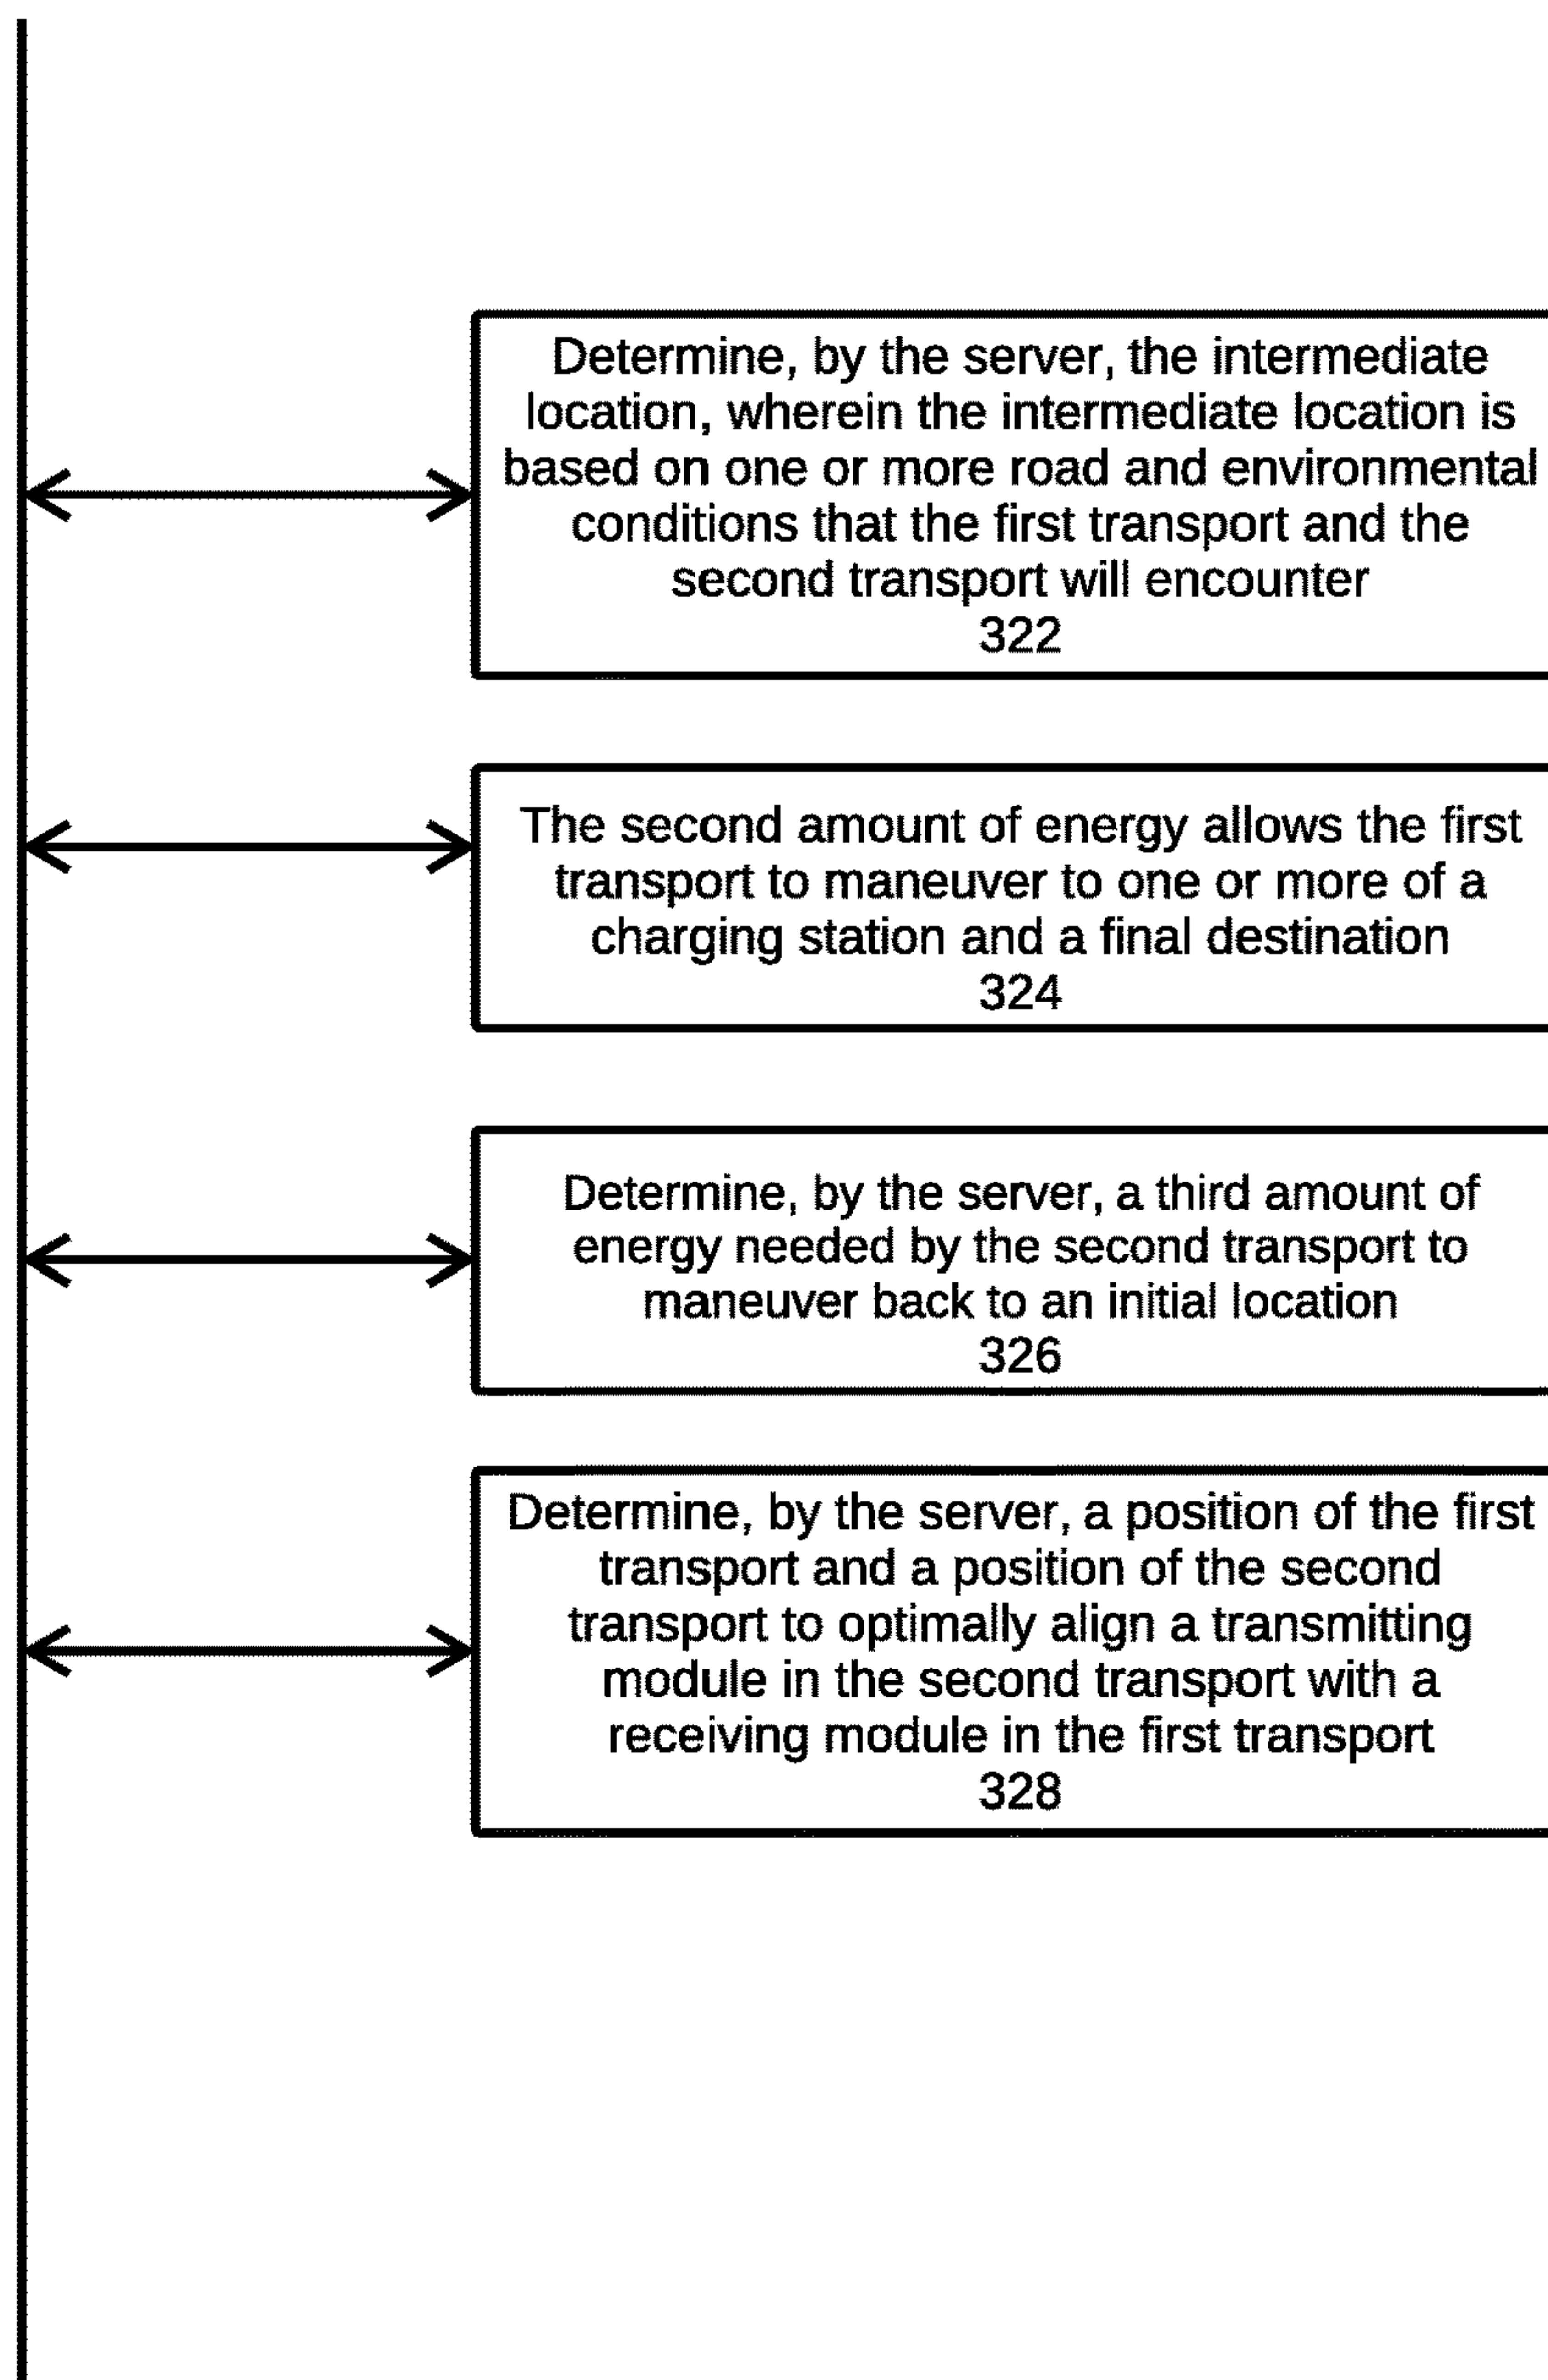 Determine, by the server, the intermediate
location, wherein the intermediate location is
based on one or more road and environmental
conditions that the first transport and the
second transport will encounter
322
The second amount of energy allows the first
transport to maneuver to one or more of a
charging station and a final destination
324
Determine, by the server, a third amount of
energy needed by the second transport to
maneuver back to an initial location
326
Determine, by the server, a position of the first
transport and a position of the second
transport to optimally align a transmitting
module in the second transport with a
receiving module in the first transport
328